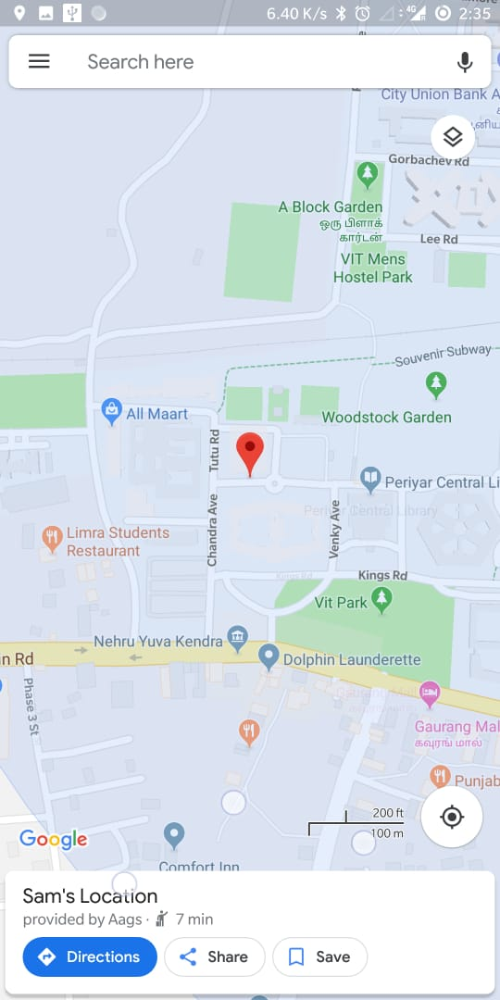 6.40 K/s 4G 2:35
Search here
City Union Bank A
Gorbachev Rd
A Block Garden
ஒரு பிளாக்
கார்டன்
Lee Rd
VIT Mens
Hostel Park
Souvenir Subway
All Maart
Woodstock Garden
Tutu Rd
Periyar Central Li
Periyar Central Library
Chandra Ave
Venky Ave
Limra Students
Restaurant
Kings Rd
Kings Rd
Vit Park
Nehru Yuva Kendra
in Rd
Dolphin Launderette
Phase 3 St
Gaurang Mal
கவுரங் மால்
Punjab
200 ft
100 m
Google
Comfort Inn
Sam's Location
provided by Aags · 7 min
Directions
Share
Save